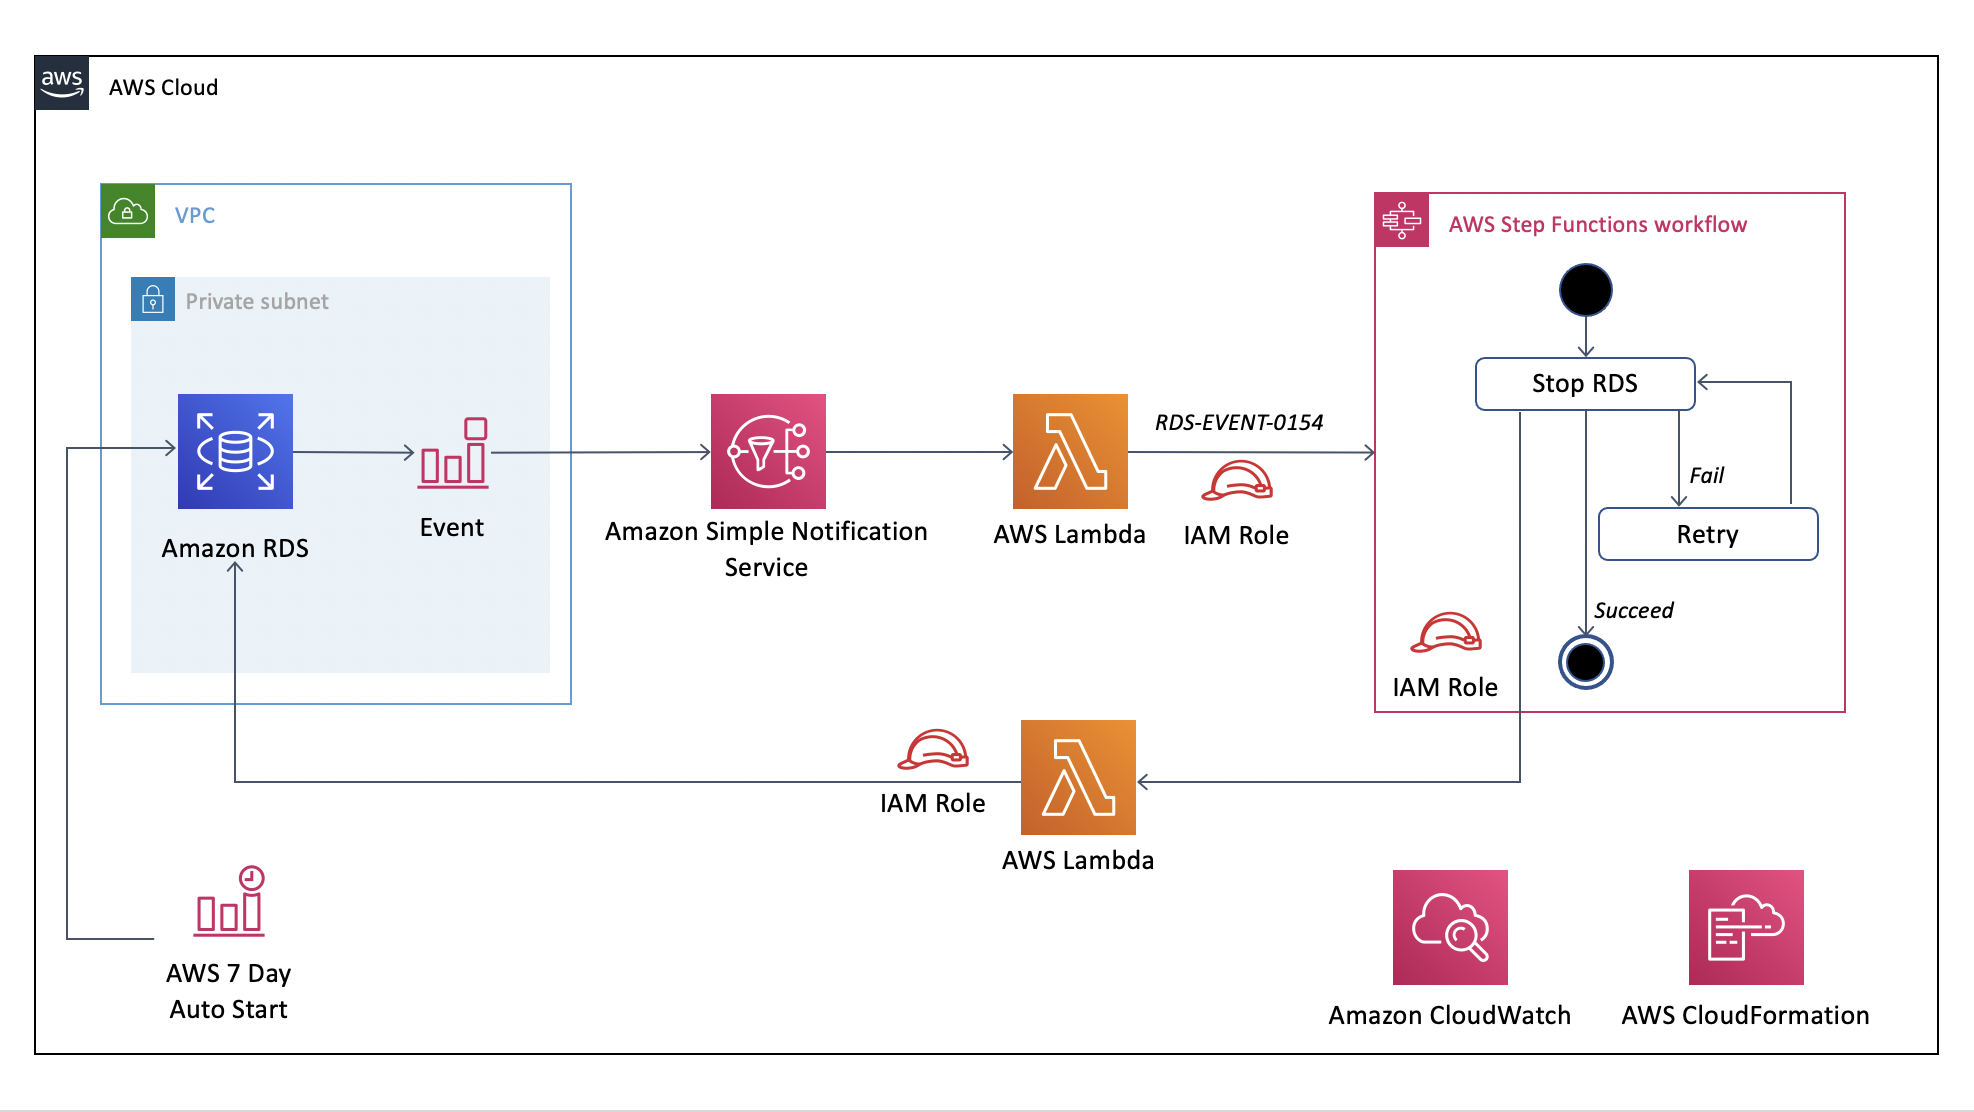 aws
AWS Cloud
VPC
AWS Step Functions workflow
Private subnet
Stop RDS
RDS-EVENT-0154
Fail
Event
Amazon Simple Notification
Service
AWS Lambda
IAM Role
Retry
Amazon RDS
Succeed
IAM Role
IAM Role
AWS Lambda
AWS 7 Day
Auto Start
Amazon CloudWatch
AWS CloudFormation